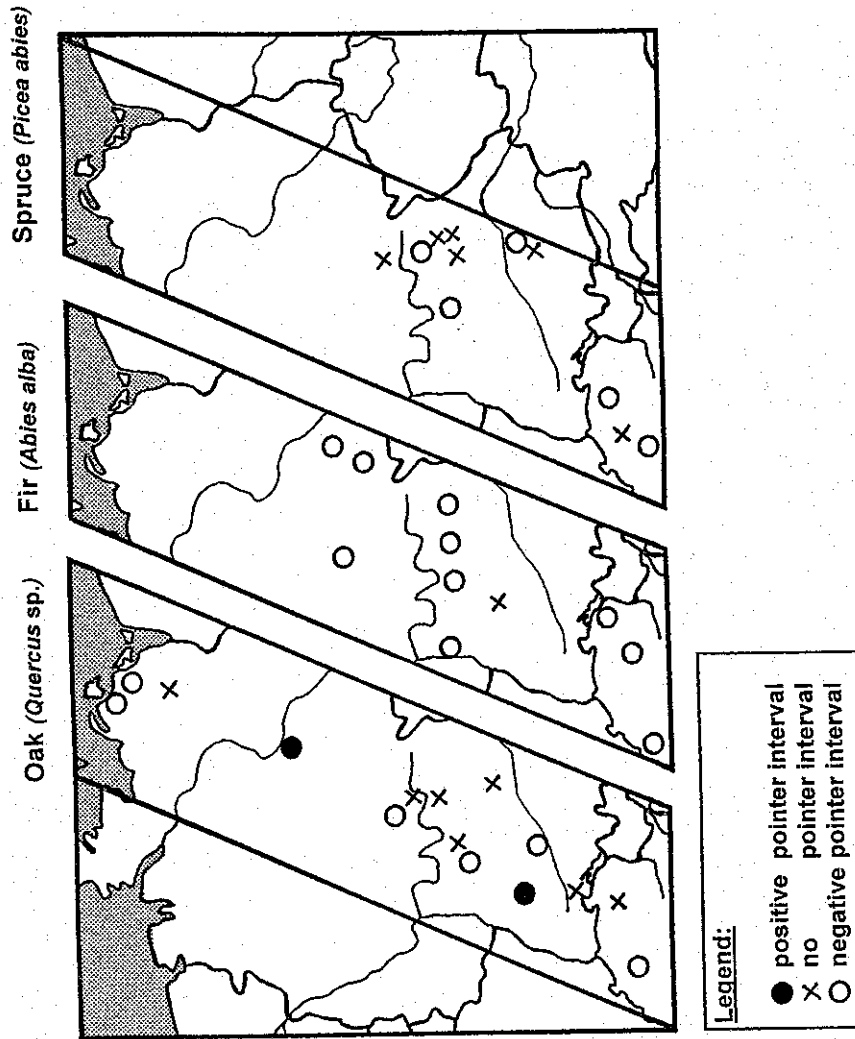 Oak (Quercus sp.)
Fir (Abies alba)
Spruce (Picea abies)
Legend:
● positive pointer interval
× no pointer interval
○ negative pointer interval